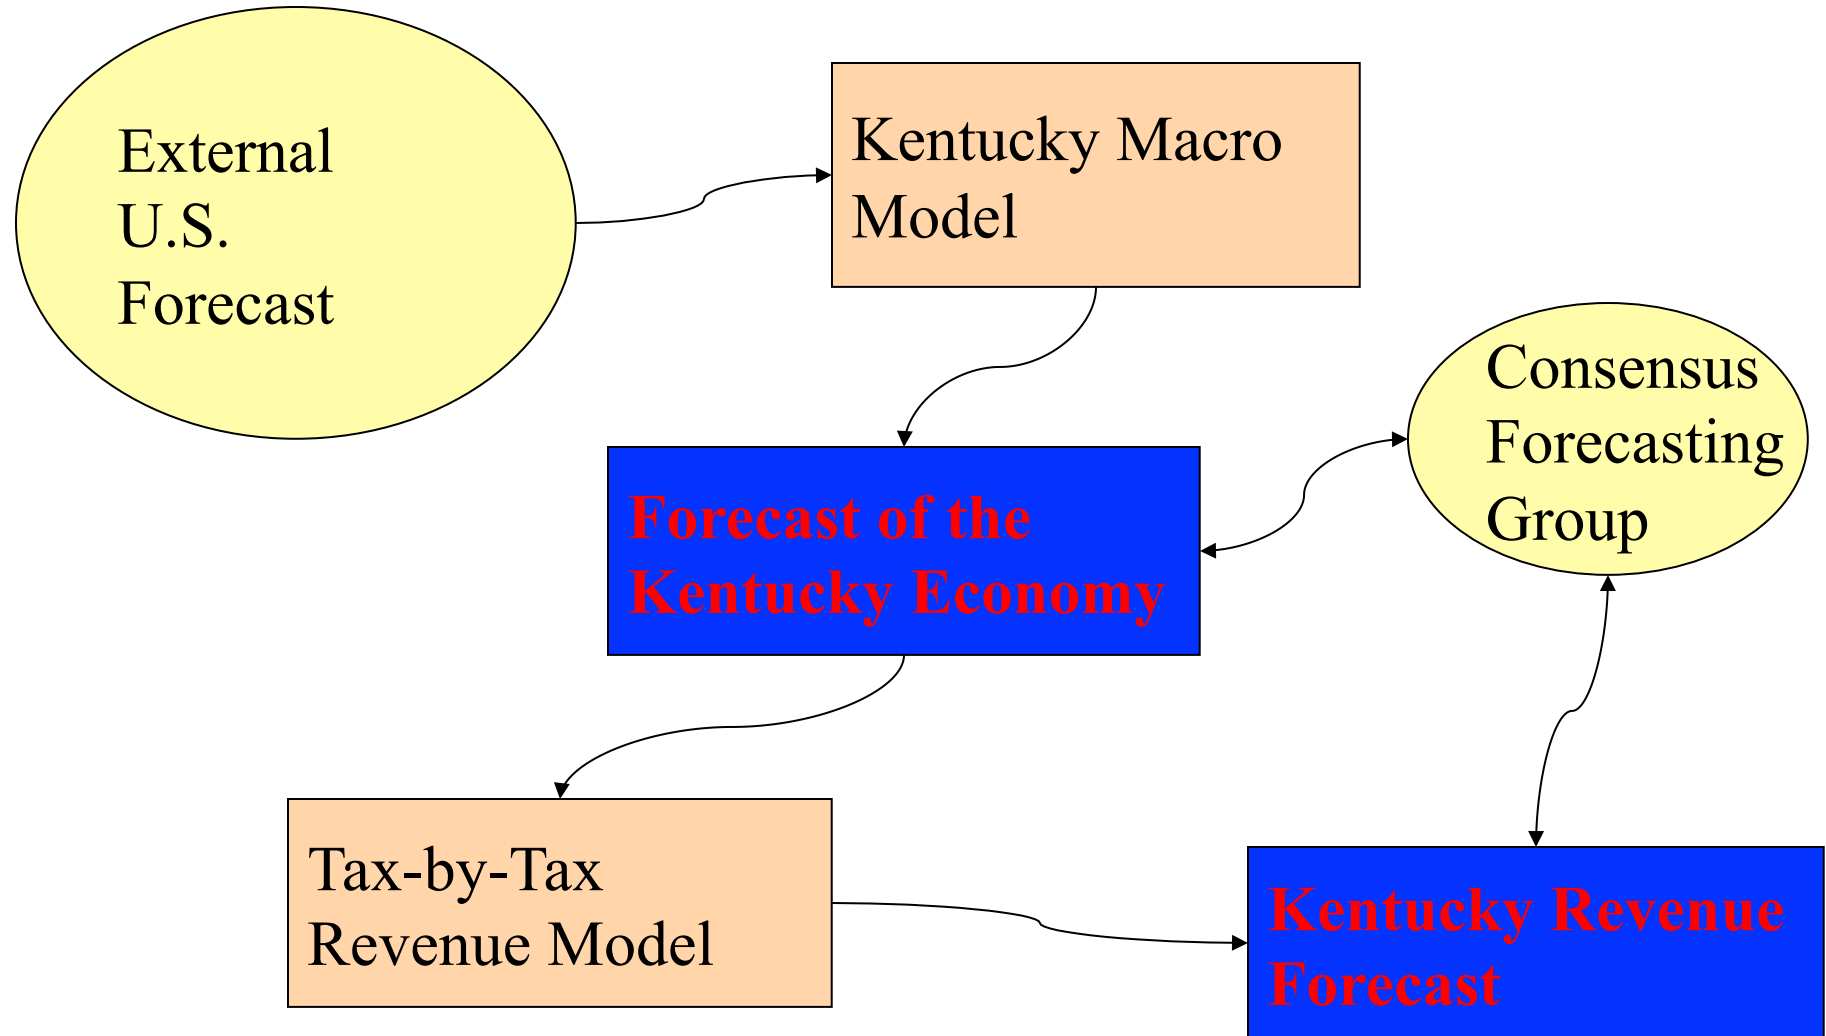 External
U.S.
Forecast
Kentucky Macro
Model
Consensus
Forecasting
Group
Forecast of the
Kentucky Economy
Tax-by-Tax
Revenue Model
Kentucky Revenue
Forecast